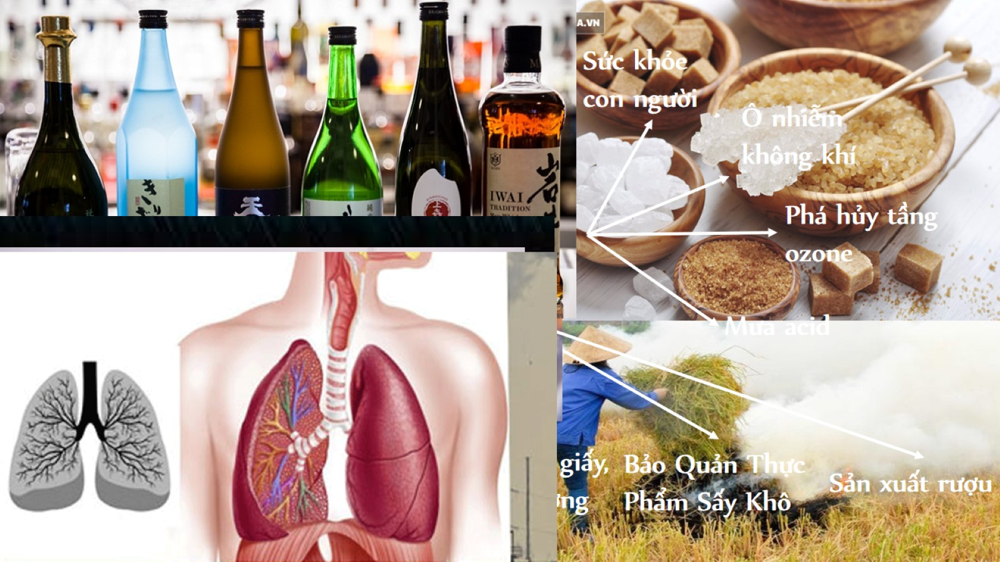 A.VN
Sức khỏe
con người
Ô nhiễm
không khí
Phá hủy tầng
ozone
Mưa acid
giấy,
Bảo Quản Thực
Phẩm Sấy Khô
Sản xuất rượu
IWAI
TRADITION